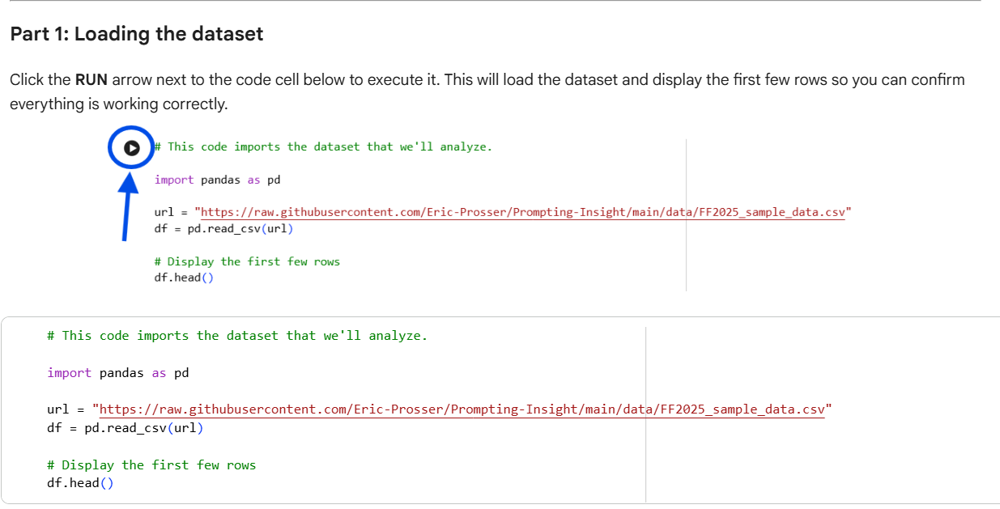 Part 1: Loading the dataset
Click the RUN arrow next to the code cell below to execute it. This will load the dataset and display the first few rows so you can confirm
everything is working correctly.
# This code imports the dataset that we'll analyze.
import pandas as pd
url = "https://raw.githubusercontent.com/Eric-Prosser/Prompting-Insight/main/data/FF2025_sample_data.csv"
df = pd.read_csv(url)
# Display the first few rows
df.head()
# This code imports the dataset that we'll analyze.
import pandas as pd
url = "https://raw.githubusercontent.com/Eric-Prosser/Prompting-Insight/main/data/FF2025_sample_data.csv"
df = pd.read_csv(url)
# Display the first few rows
df.head()